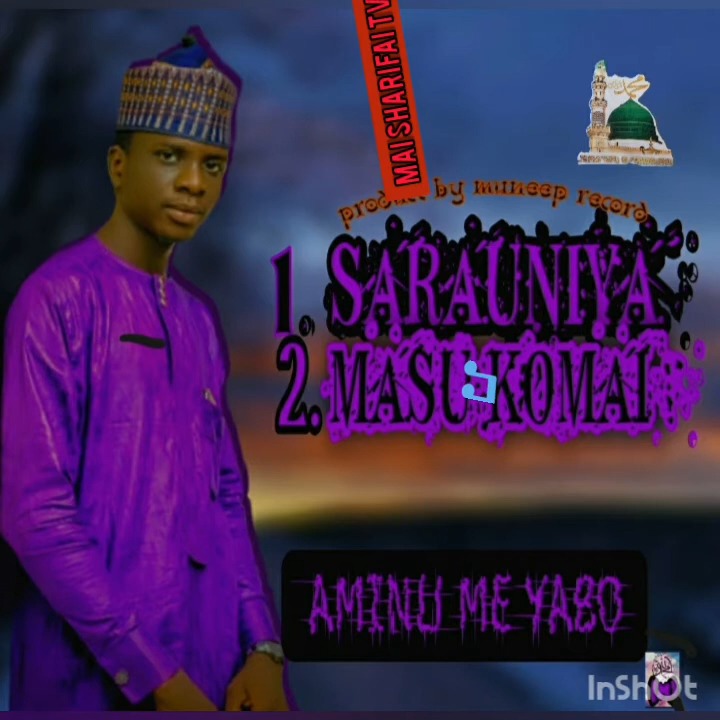 MAI SHARIFAI TV
product by muneep record
1. SARAUNIYA
2. MASU KOMAI
AMINU ME YABO
InShOt